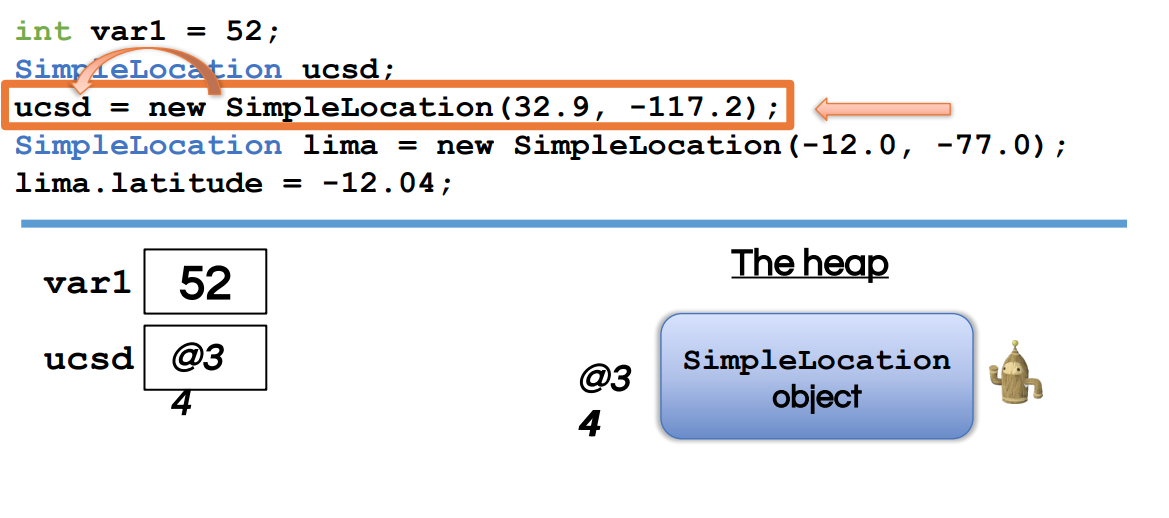 int var1 = 52;
SimpleLocation ucsd;
ucsd = new SimpleLocation(32.9, -117.2);
SimpleLocation lima = new SimpleLocation(-12.0, -77.0);
lima.latitude = -12.04;
The heap
var1 52
ucsd @3
4
@3
4
SimpleLocation
object